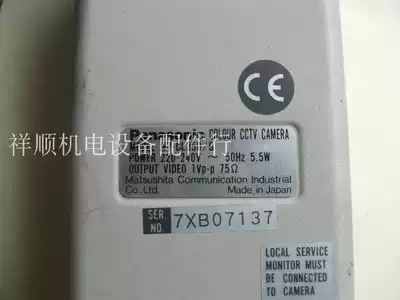 CE
Panasonic COLOUR CCTV CAMERA
祥顺机电设备配件行
POWER 220-240V ~ 50Hz 5.5W
OUTPUT VIDEO 1Vp-p 75Ω
Matsushita Communication Industrial
Co.,Ltd. Made in Japan
SER. NO. 7XB07137
LOCAL SERVICE
MONITOR MUST
BE CONNECTED
TO CAMERA